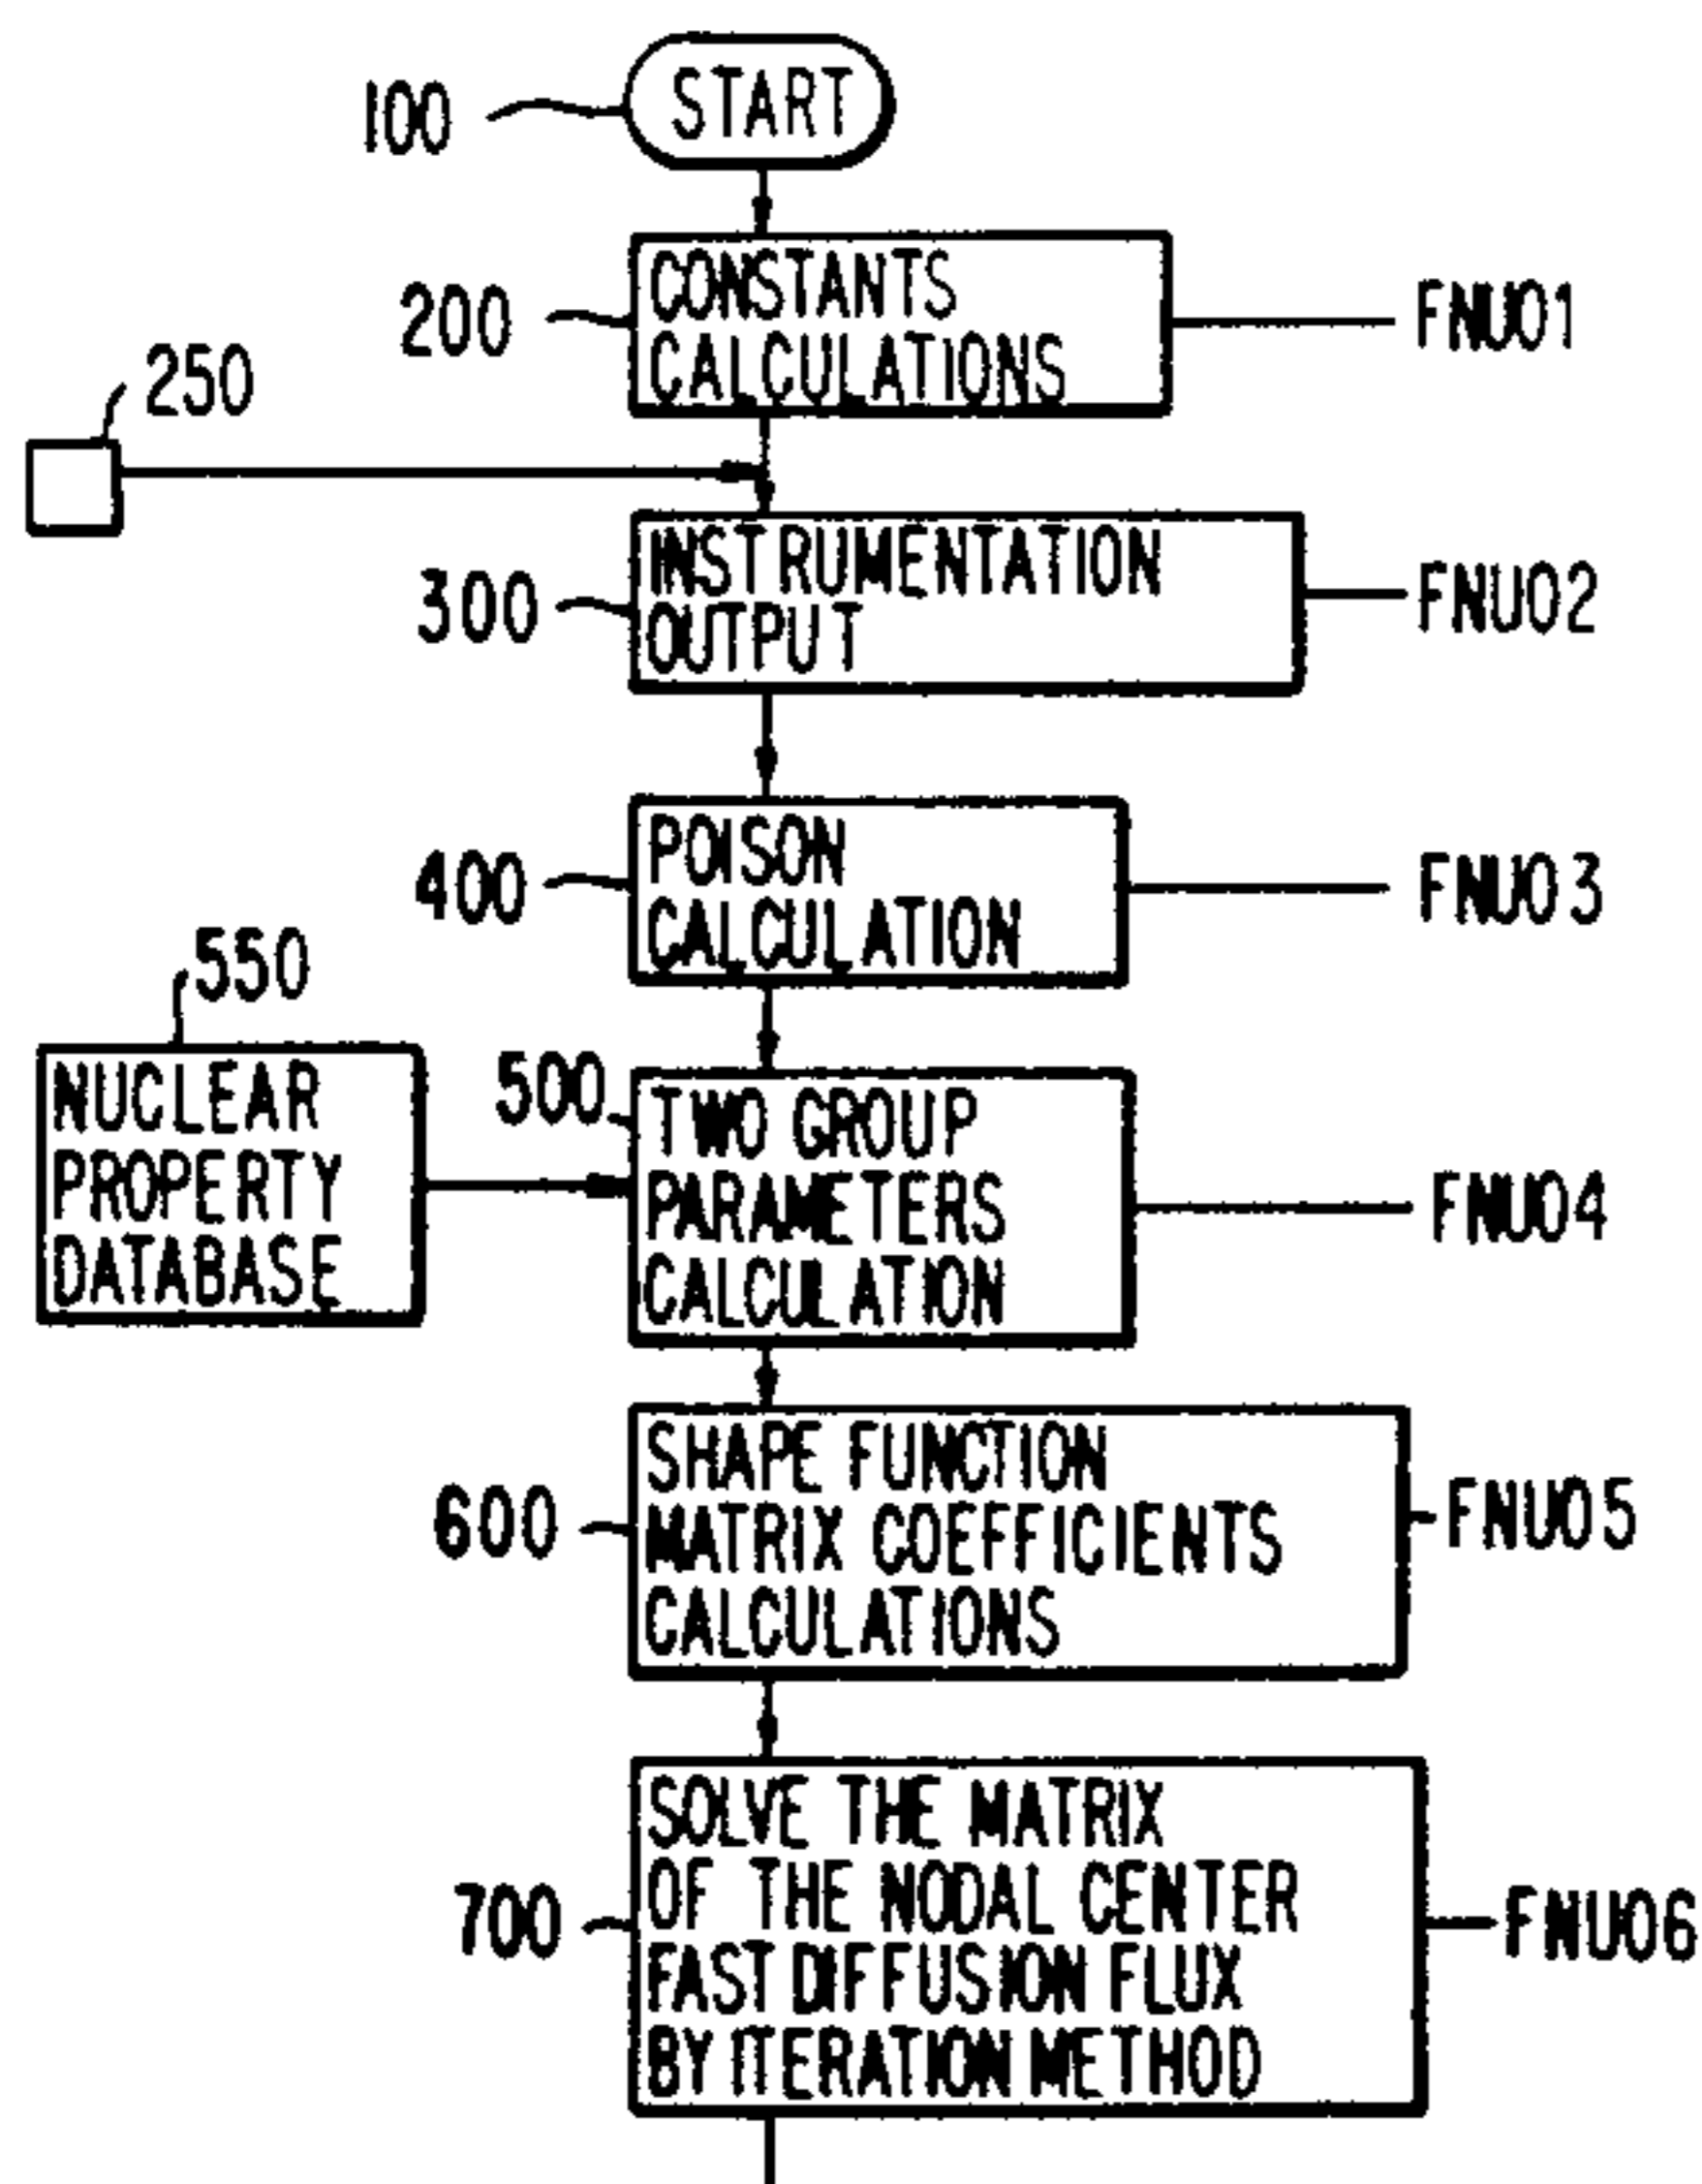 100
START
200
CONSTANTS
CALCULATIONS
FNU01
250
300
INSTRUMENTATION
OUTPUT
FNU02
400
POISON
CALCULATION
FNU03
550
NUCLEAR
PROPERTY
DATABASE
500
TWO GROUP
PARAMETERS
CALCULATION
FNU04
600
SHAPE FUNCTION
MATRIX COEFFICIENTS
CALCULATIONS
FNU05
700
SOLVE THE MATRIX
OF THE NODAL CENTER
FAST DIFFUSION FLUX
BY ITERATION METHOD
FNU06